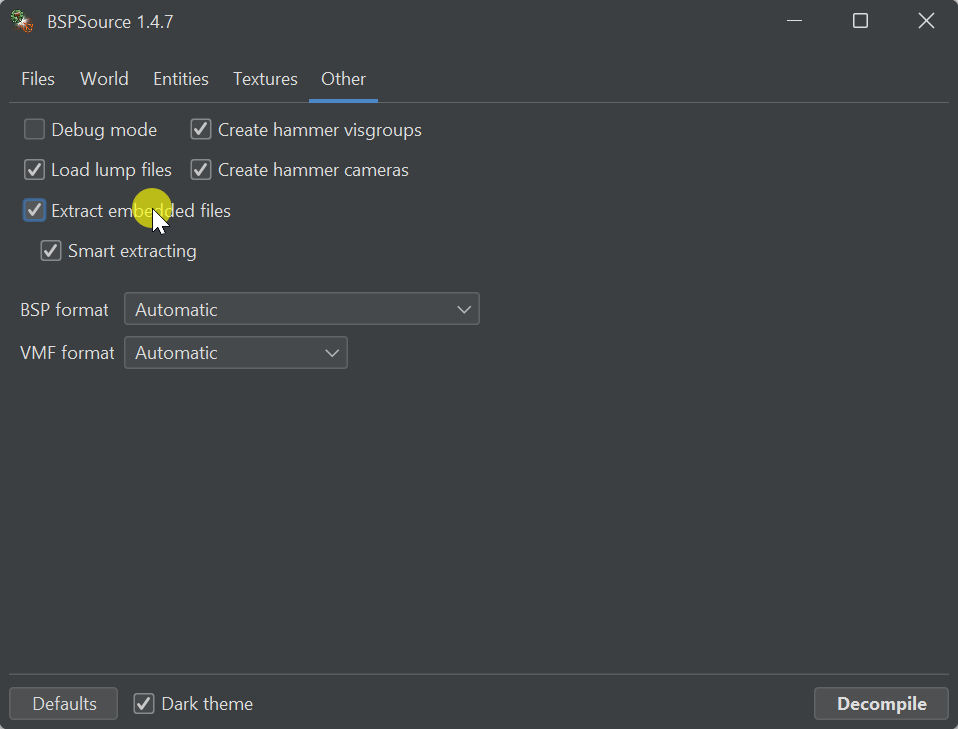 BSPSource 1.4.7
Files World Entities Textures Other
Debug mode Create hammer visgroups
Load lump files Create hammer cameras
Extract embedded files
Smart extracting
BSP format Automatic
VMF format Automatic
Defaults Dark theme Decompile